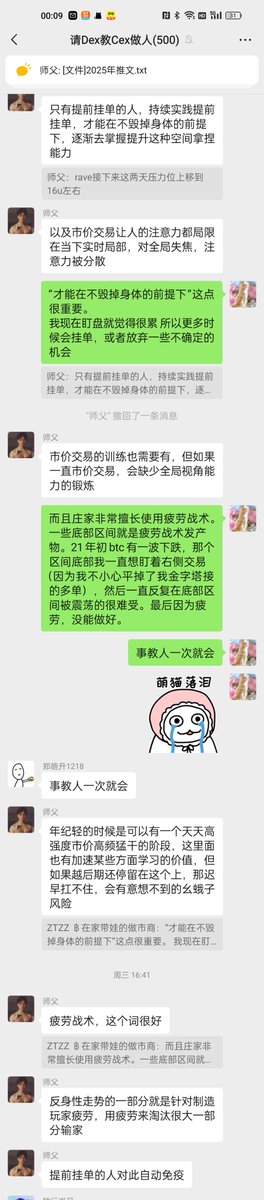 00:09
51
请Dex教Cex做人(500)
师父: [文件]2025年推文.txt
只有提前挂单的人，持续实践提前
挂单，才能在不毁掉身体的前提
下，逐渐去掌握提升这种空间拿捏
能力
师父：rave接下来这两天压力位上移到
16u左右
师父
以及市价交易让人的注意力都局限
在当下实时局部，对全局失焦，注
意力被分散
“才能在不毁掉身体的前提下”这点
很重要。
我现在盯盘就觉得很累 所以更多时
候会挂单，或者放弃一些不确定的
机会
师父：只有提前挂单的人，持续实践提前
挂单，才能在不毁掉身体的前提下，逐...
"师父" 撤回了一条消息
师父
市价交易的训练也需要有，但如果
一直市价交易，会缺少全局视角能
力的锻炼
而且庄家非常擅长使用疲劳战术。
一些底部区间就是疲劳战术发产
物。21 年初 btc 有一波下跌，那个
区间底部我一直想盯着右侧交易
（因为我不小心平掉了我金字塔接
的多单），然后一直反复在底部区
间被震荡的很难受。最后因为疲
劳，没能做好。
事教人一次就会
萌猫落泪
郑皓升1218
事教人一次就会
师父
年纪轻的时候是可以有一个天天高
强度市价高频猛干的阶段，这里面
也有加速某些方面学习的价值，但
如果越后期还停留在这个上，那迟
早扛不住，会有意想不到的幺蛾子
风险
ZTZZ ฿ 在家带娃的做市商：“才能在不毁
掉身体的前提下”这点很重要。 我现在盯...
周三 16:41
师父
疲劳战术，这个词很好
ZTZZ ฿ 在家带娃的做市商：而且庄家非
常擅长使用疲劳战术。一些底部区间就...
师父
反身性走势的一部分就是针对制造
玩家疲劳，用疲劳来淘汰很大一部
分输家
师父
提前挂单的人对此自动免疫